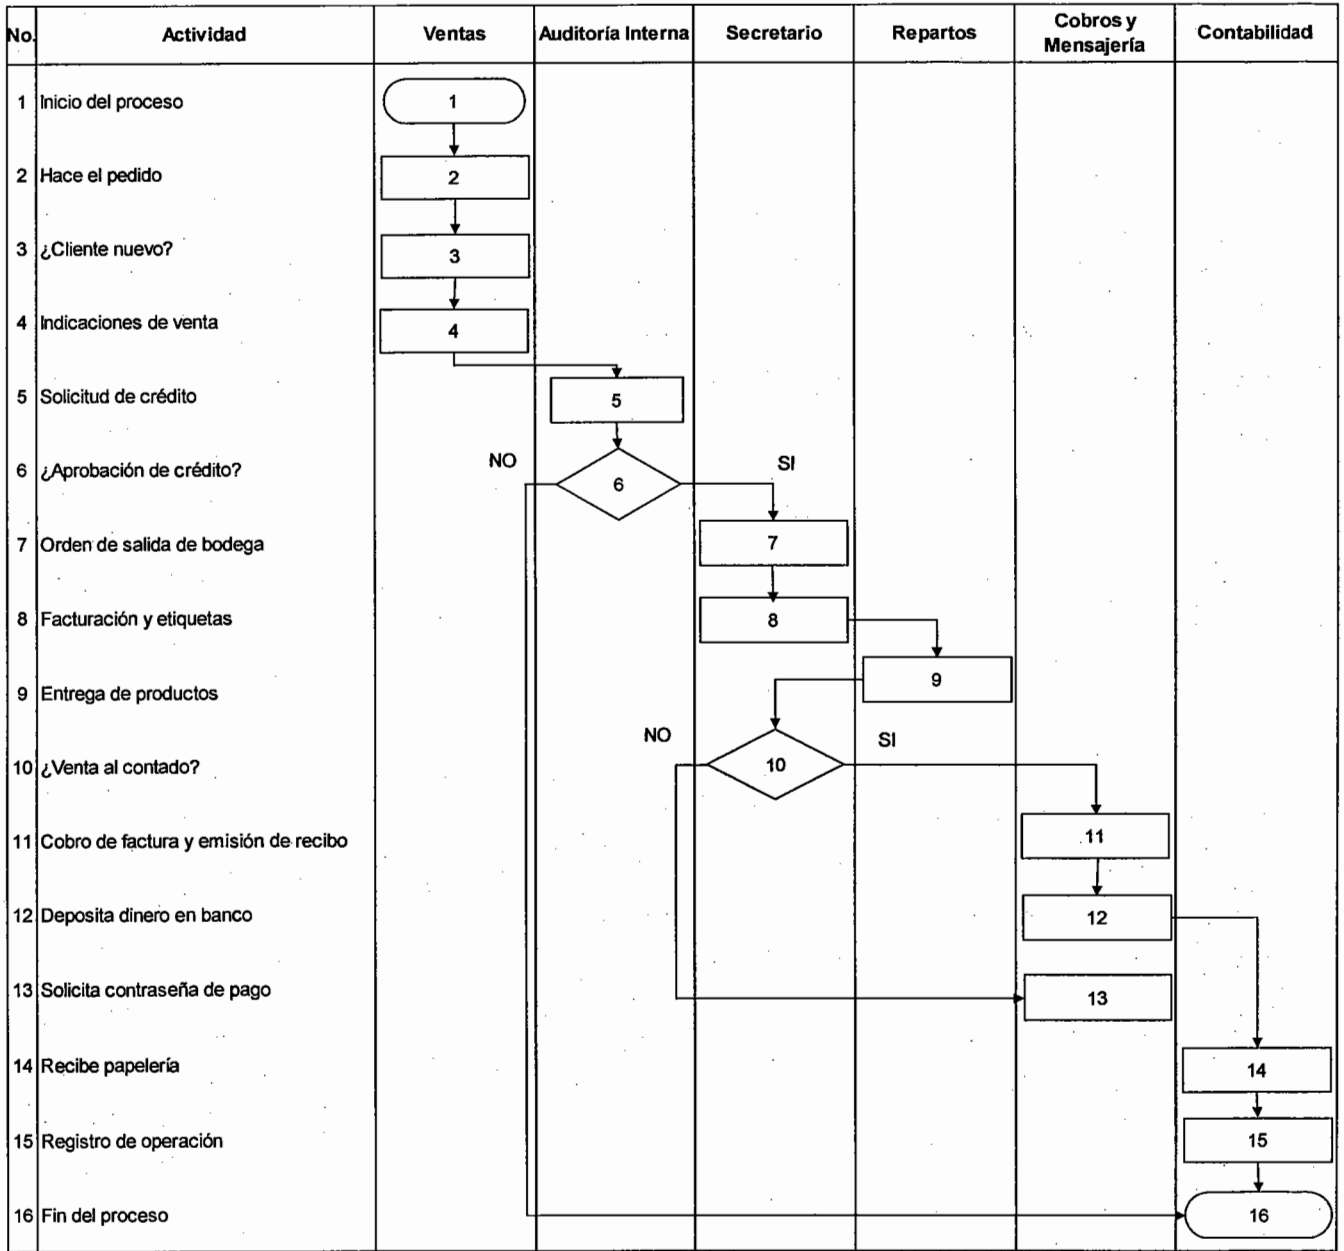 No. Actividad Ventas Auditoría Interna Secretario Repartos Cobros y Mensajería Contabilidad
1 Inicio del proceso 1
2 Hace el pedido 2
3 ¿Cliente nuevo? 3
4 Indicaciones de venta 4
5 Solicitud de crédito 5
6 ¿Aprobación de crédito? NO 6 SI
7 Orden de salida de bodega 7
8 Facturación y etiquetas 8
9 Entrega de productos 9
NO SI
10 ¿Venta al contado? 10
11 Cobro de factura y emisión de recibo 11
12 Deposita dinero en banco 12
13 Solicita contraseña de pago 13
14 Recibe papelería 14
15 Registro de operación 15
16 Fin del proceso 16